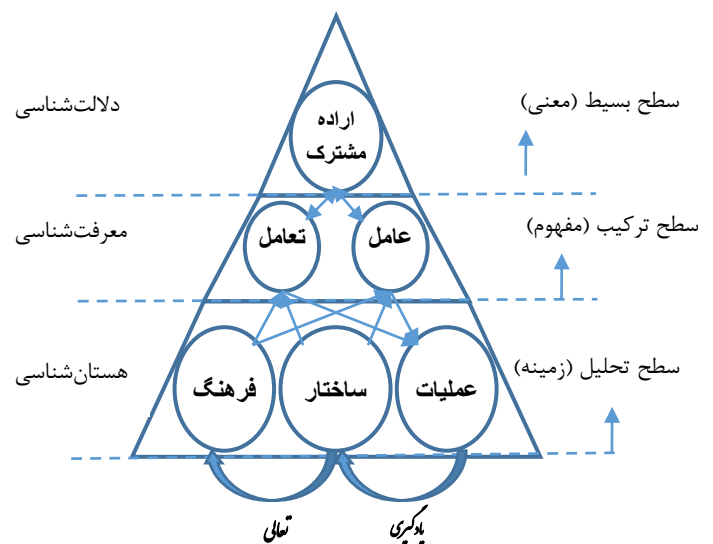 سطح بسیط (معنی)
اراده
مشترک
دلالت‌شناسی
سطح ترکیب (مفهوم)
عامل
تعامل
معرفت‌شناسی
سطح تحلیل (زمینه)
عملیات
ساختار
فرهنگ
هستان‌شناسی
یادگیری
تعالی